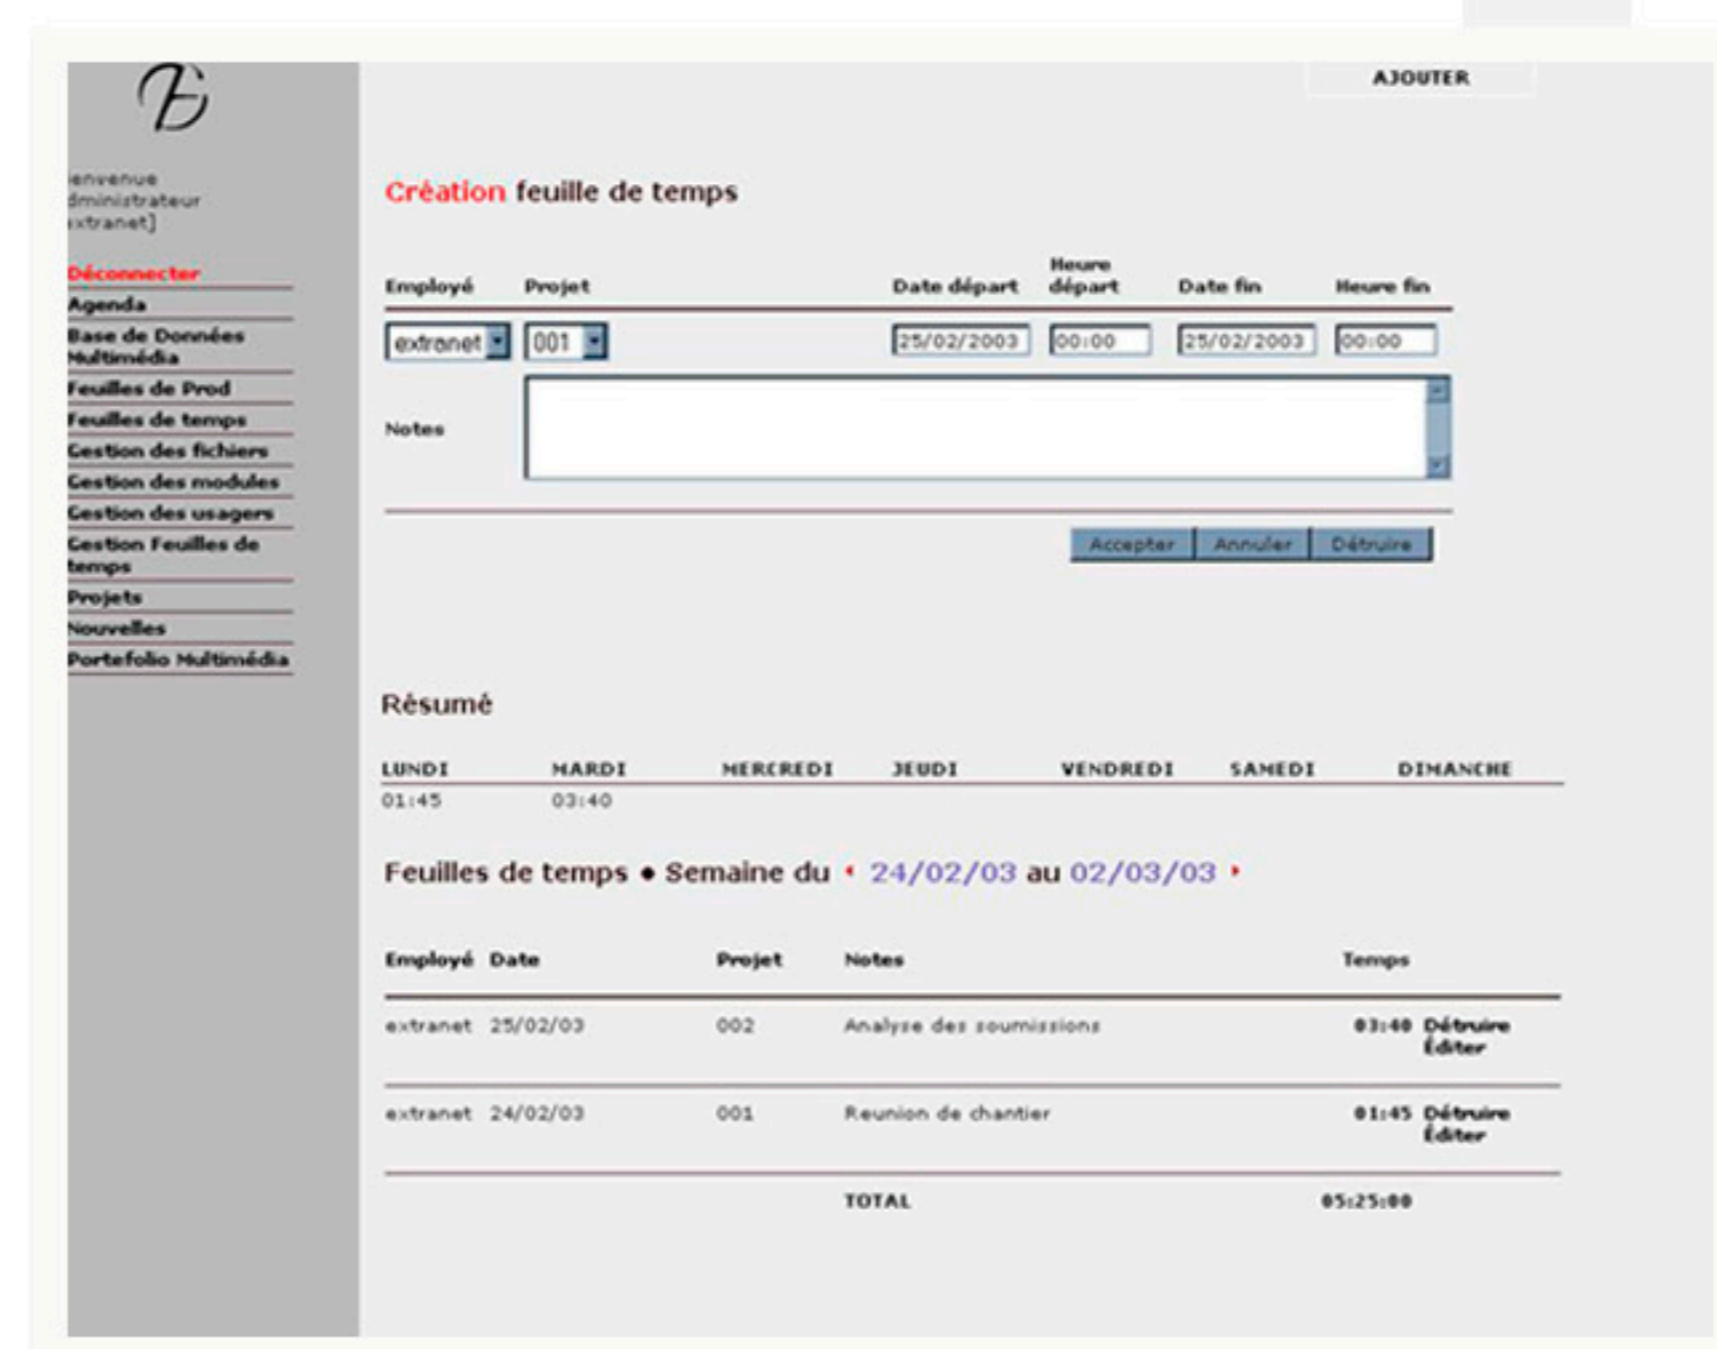 AJOUTER
ienvenue
dministrateur
extranet]
Déconnecter
Agenda
Base de Données
Multimédia
Feuilles de Prod
Feuilles de temps
Gestion des fichiers
Gestion des modules
Gestion des usagers
Gestion Feuilles de
temps
Projets
Nouvelles
Portefolio Multimédia
Création feuille de temps
Employé Projet Date départ Heure départ Date fin Heure fin
extranet 001 25/02/2003 00:00 25/02/2003 00:00
Notes
Accepter Annuler Détruire
Résumé
LUNDI MARDI MERCREDI JEUDI VENDREDI SAMEDI DIMANCHE
01:45 03:40
Feuilles de temps • Semaine du 24/02/03 au 02/03/03
Employé Date Projet Notes Temps
extranet 25/02/03 002 Analyse des soumissions 03:40 Détruire
Éditer
extranet 24/02/03 001 Reunion de chantier 01:45 Détruire
Éditer
TOTAL 05:25:00